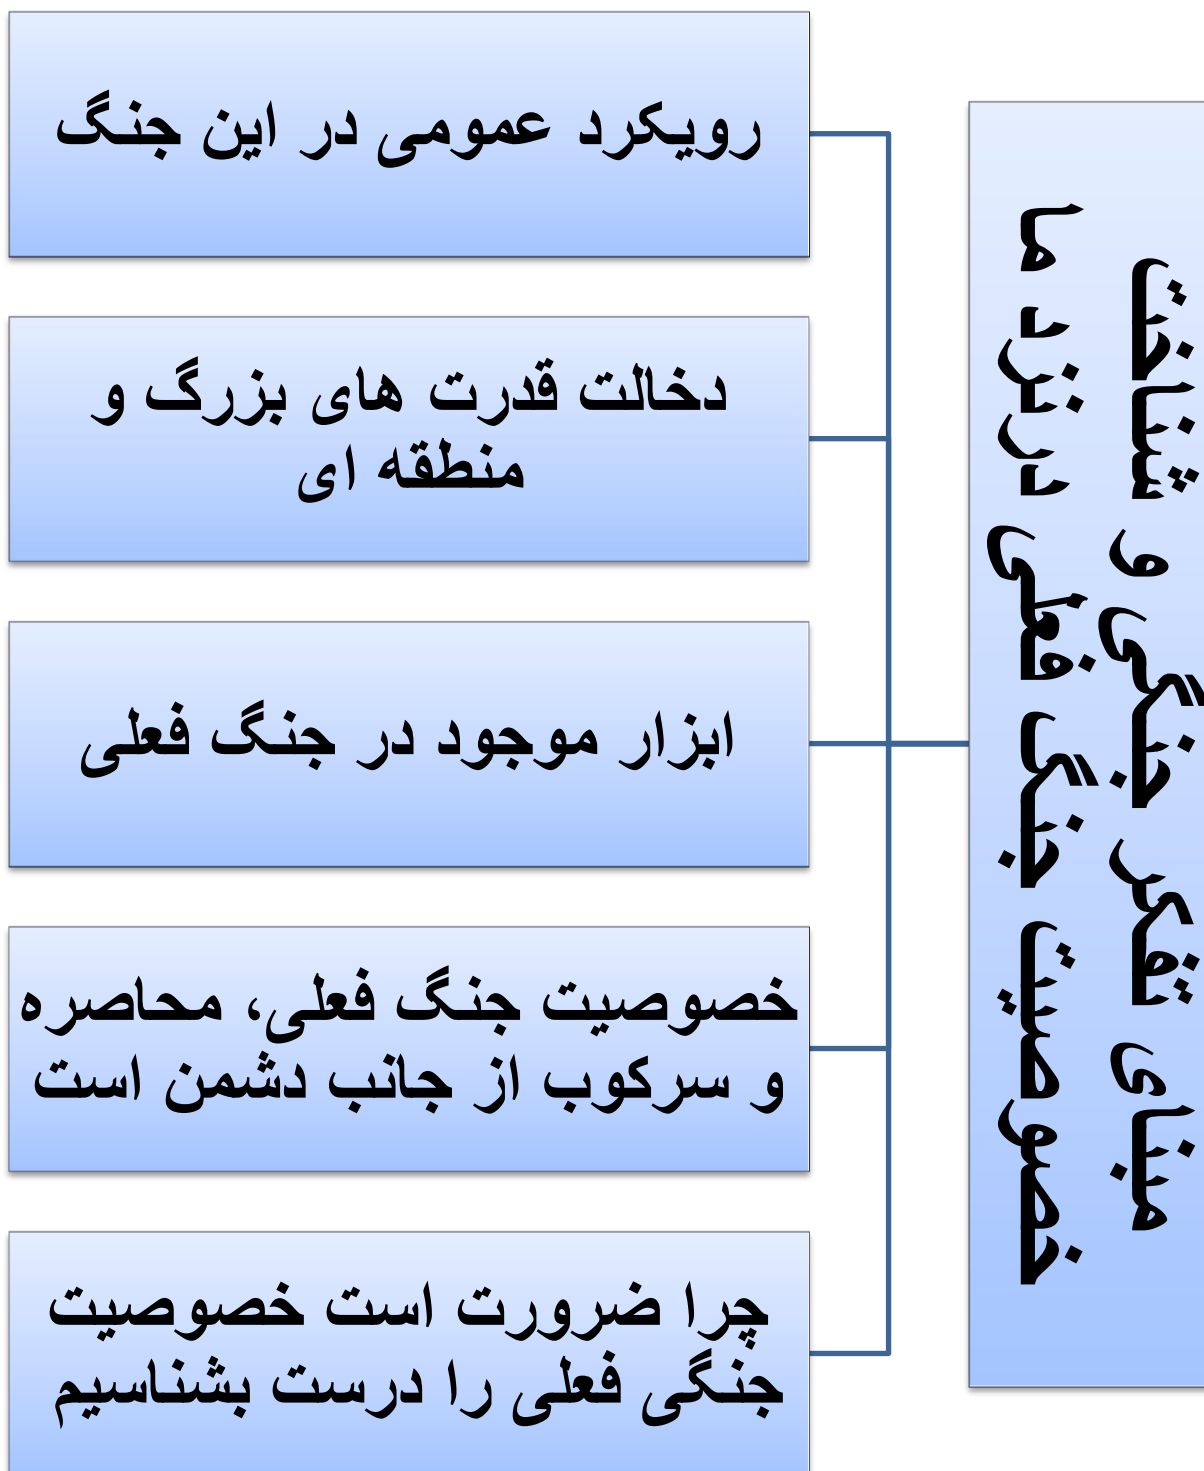 مبنای تفکر جنگی و شناخت
خصوصیت جنگ فعلی درنزد ما
رویکرد عمومی در این جنگ
دخالت قدرت های بزرگ و
منطقه ای
ابزار موجود در جنگ فعلی
خصوصیت جنگ فعلی، محاصره
و سرکوب از جانب دشمن است
چرا ضرورت است خصوصیت
جنگی فعلی را درست بشناسیم